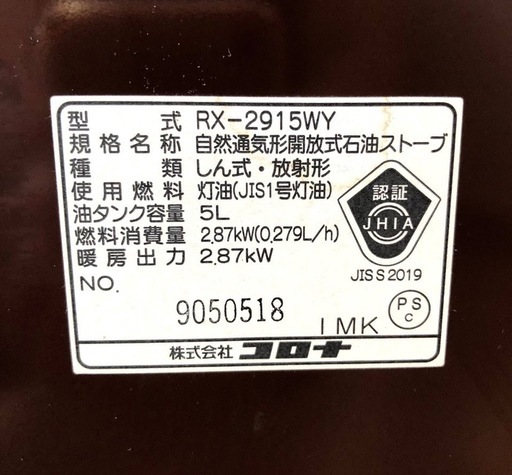 型式 RX-2915WY
規格名称 自然通気形開放式石油ストーブ
種類 しん式・放射形
使用燃料 灯油(JIS1号灯油)
油タンク容量 5L
燃料消費量 2.87kW(0.279L/h)
暖房出力 2.87kW
認証
JHIA
JIS S 2019
NO.
9050518
1MK
PS
C
株式会社コロナ